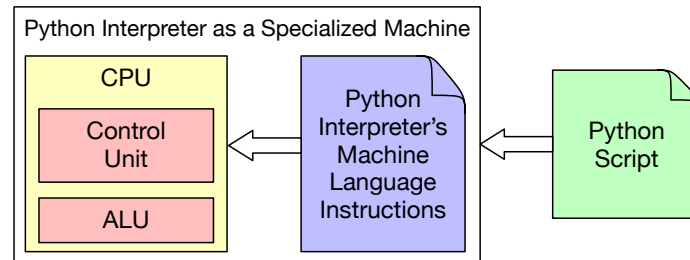 Python Interpreter as a Specialized Machine
CPU
Control
Unit
ALU
Python
Interpreter's
Machine
Language
Instructions
Python
Script